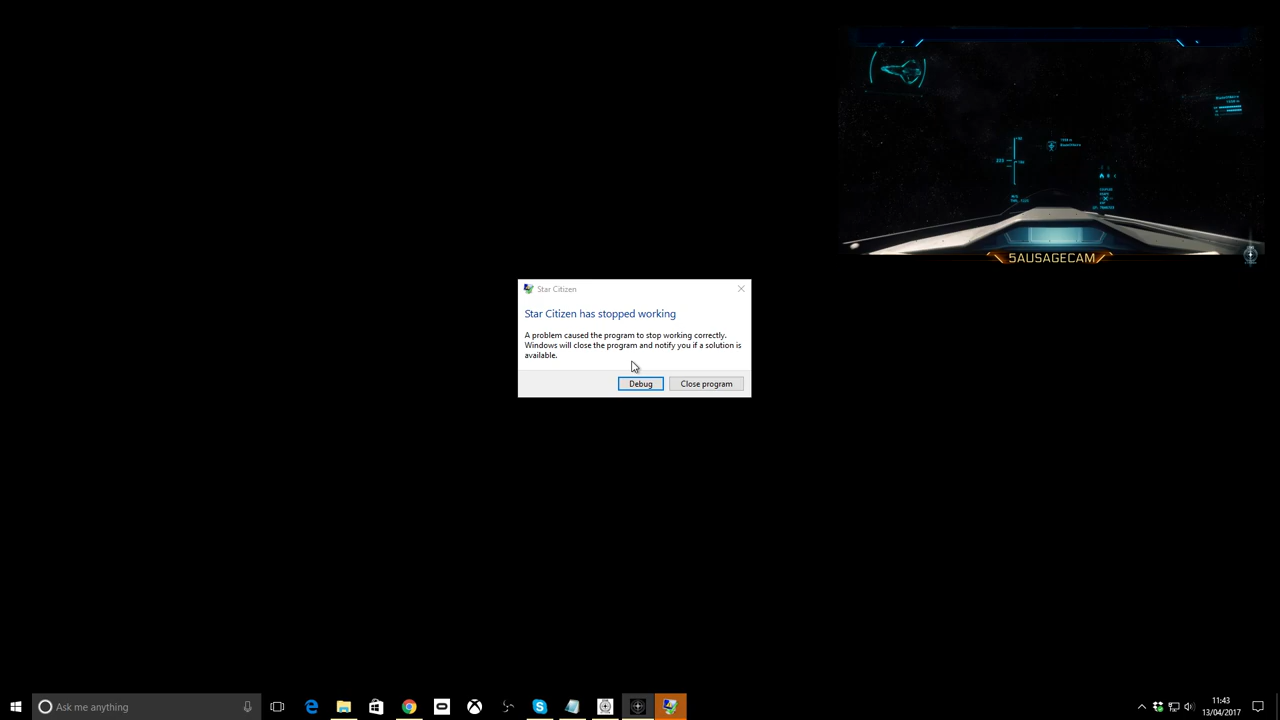 5AUSAGECAM
Star Citizen
Star Citizen has stopped working
A problem caused the program to stop working correctly.
Windows will close the program and notify you if a solution is
available.
Debug
Close program
Ask me anything
11:43
13/04/2017